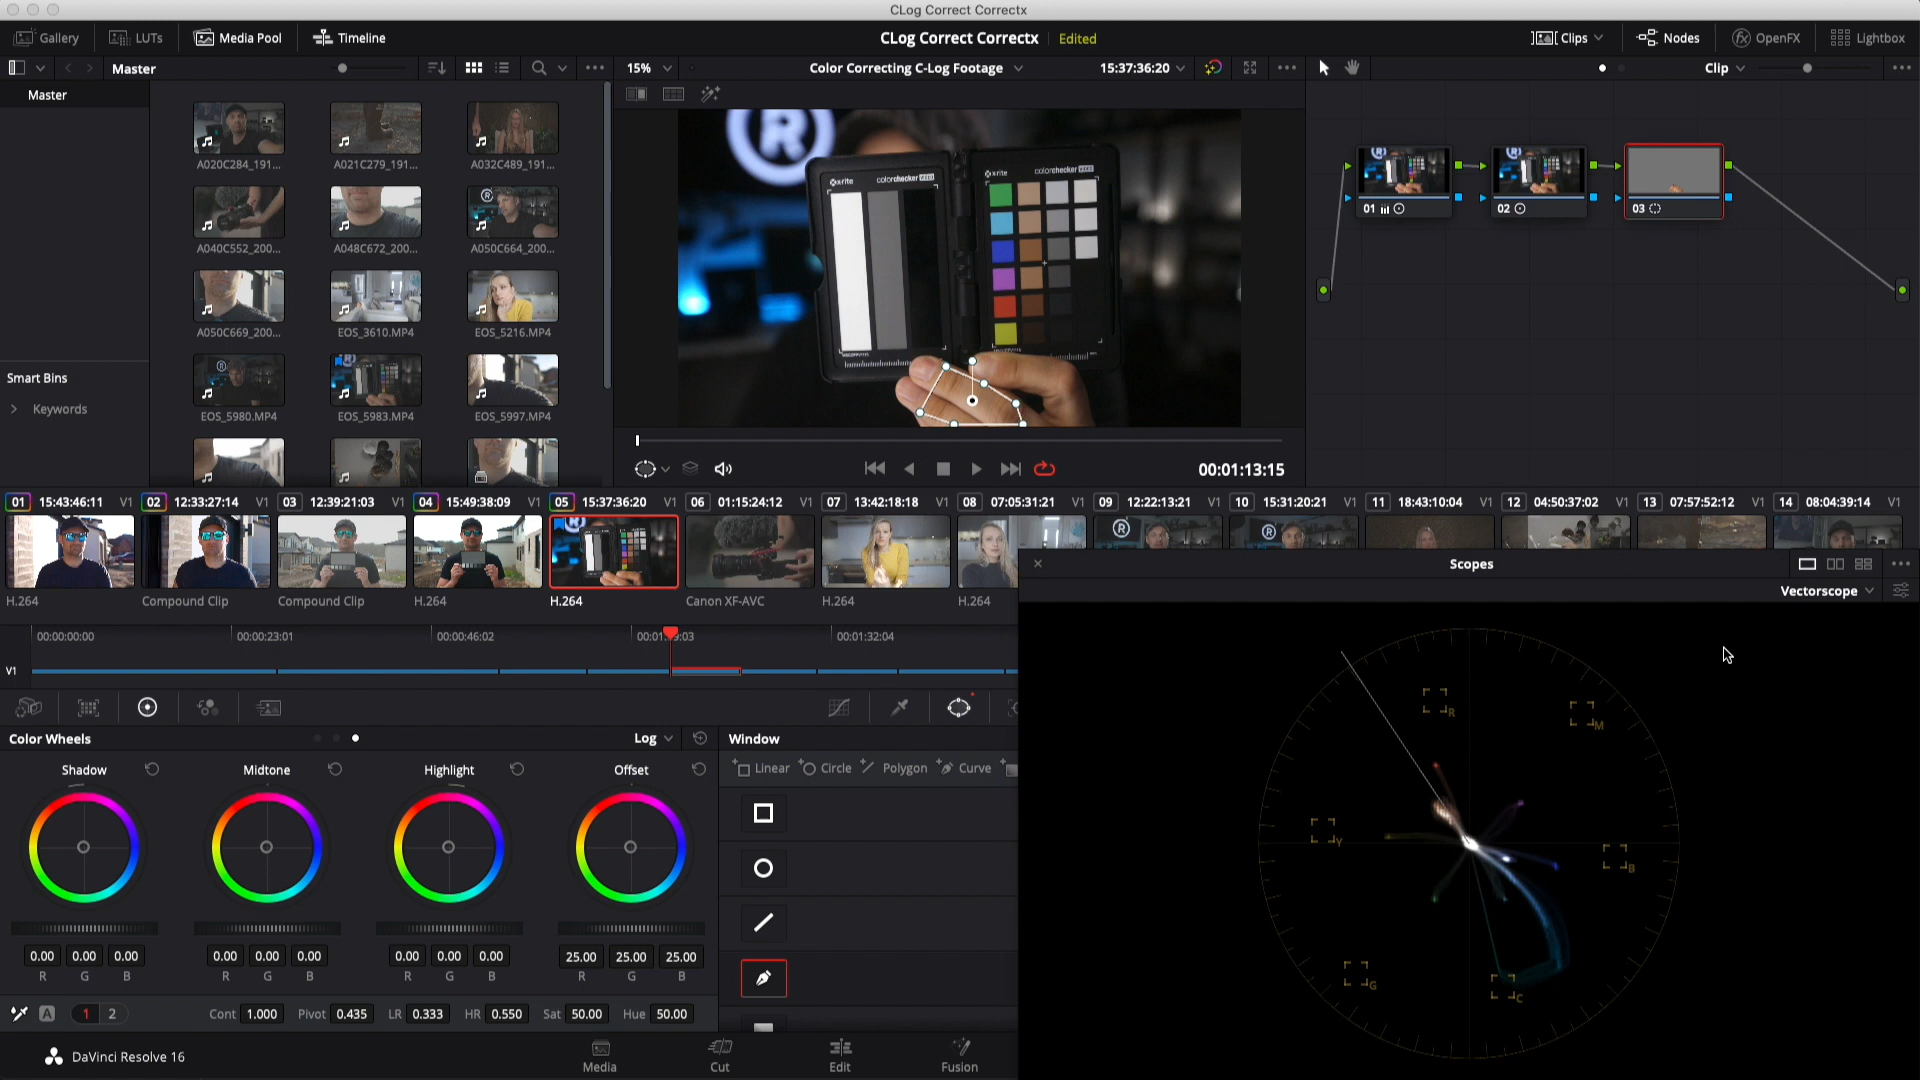 CLog Correct Correctx
Gallery LUTs Media Pool Timeline
CLog Correct Correctx Edited
Clips Nodes OpenFX Lightbox
Master
15%
Color Correcting C-Log Footage
15:37:36:20
Clip
Master
A020C284_191...
A021C279_191...
A032C489_191...
A040C552_200...
A048C672_200...
A050C664_200...
A050C669_200...
EOS_3610.MP4
EOS_5216.MP4
Smart Bins
Keywords
EOS_5980.MP4
EOS_5983.MP4
EOS_5997.MP4
R
x-rite colorchecker VIDEO
x-rite colorchecker VIDEO
01
02
03
00:01:13:15
01 15:43:46:11 V1
02 12:33:27:14 V1
03 12:39:21:03 V1
04 15:49:38:09 V1
05 15:37:36:20 V1
06 01:15:24:12 V1
07 13:42:18:18 V1
08 07:05:31:21 V1
09 12:22:13:21 V1
10 15:31:20:21 V1
11 18:43:10:04 V1
12 04:50:37:02 V1
13 07:57:52:12 V1
14 08:04:39:14 V1
H.264
Compound Clip
Compound Clip
H.264
H.264
Canon XF-AVC
H.264
H.264
Scopes
Vectorscope
00:00:00:00
00:00:23:01
00:00:46:02
00:01:32:04
V1
Color Wheels
Log
Window
Shadow
Midtone
Highlight
Offset
Linear Circle Polygon Curve
0.00 0.00 0.00
0.00 0.00 0.00
0.00 0.00 0.00
25.00 25.00 25.00
R G B
R G B
R G B
R G B
A 1 2
Cont 1.000 Pivot 0.435 LR 0.333 HR 0.550 Sat 50.00 Hue 50.00
R
M
Y
B
G
C
DaVinci Resolve 16
Media
Cut
Edit
Fusion